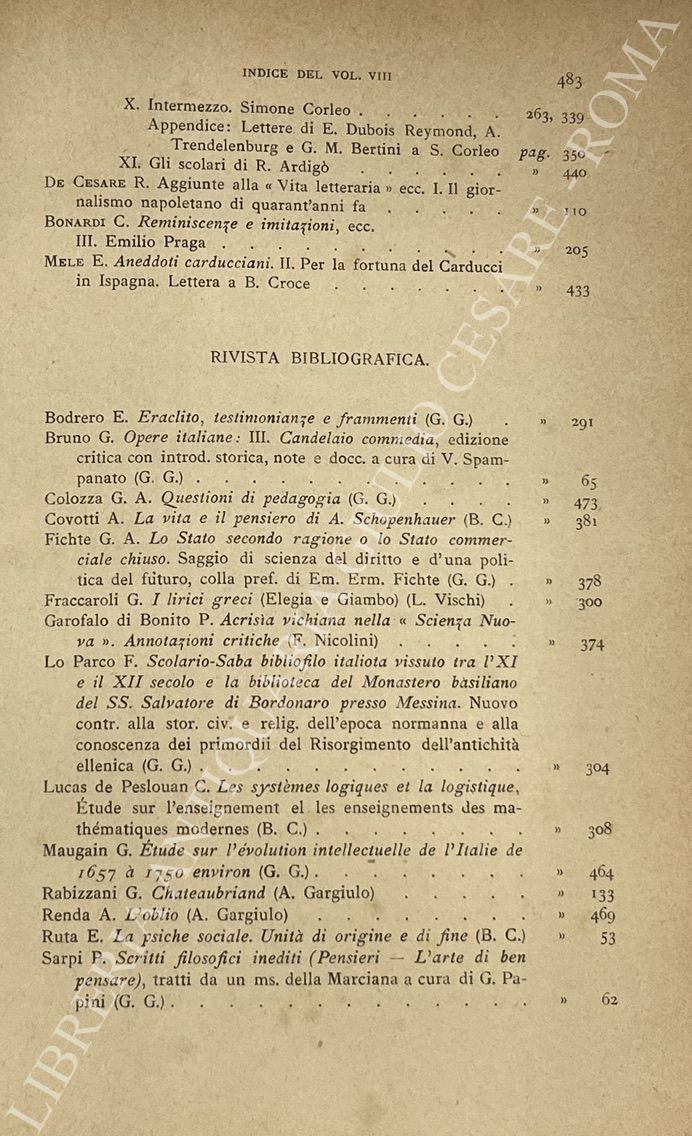 INDICE DEL VOL. VIII 483
X. Intermezzo. Simone Corleo . . . . . . 263, 339
Appendice: Lettere di E. Dubois Reymond, A.
Trendelenburg e G. M. Bertini a S. Corleo pag. 350
XI. Gli scolari di R. Ardigò . . . . . . » 440
DE CESARE R. Aggiunte alla « Vita letteraria » ecc. I. Il gior-
nalismo napoletano di quarant'anni fa . . . . . » 110
BONARDI C. Reminiscenze e imitazioni, ecc.
III. Emilio Praga . . . . . . . . . . » 205
MELE E. Aneddoti carducciani. II. Per la fortuna del Carducci
in Ispagna. Lettera a B. Croce . . . . . . . » 433
RIVISTA BIBLIOGRAFICA.
Bodrero E. Eraclito, testimonianze e frammenti (G. G.) . » 291
Bruno G. Opere italiane: III. Candelaio commedia, edizione
critica con introd. storica, note e docc. a cura di V. Spam-
panato (G. G.) . . . . . . . . . . . . » 65
Colozza G. A. Questioni di pedagogia (G. G.) . . . . » 473
Covotti A. La vita e il pensiero di A. Schopenhauer (B. C.) » 381
Fichte G. A. Lo Stato secondo ragione o lo Stato commer-
ciale chiuso. Saggio di scienza del diritto e d'una poli-
tica del futuro, colla pref. di Em. Erm. Fichte (G. G.) . » 378
Fraccaroli G. I lirici greci (Elegia e Giambo) (L. Vischi) . » 300
Garofalo di Bonito P. Acrisia vichiana nella « Scienza Nuo-
va ». Annotazioni critiche (F. Nicolini) . . . . . . » 374
Lo Parco F. Scolario-Saba bibliofilo italiota vissuto tra l'XI
e il XII secolo e la biblioteca del Monastero basiliano
del SS. Salvatore di Bordonaro presso Messina. Nuovo
contr. alla stor. civ. e relig. dell'epoca normanna e alla
conoscenza dei primordii del Risorgimento dell'antichità
ellenica (G. G.) . . . . . . . . . . . . » 304
Lucas de Peslouan C. Les systèmes logiques et la logistique,
Étude sur l'enseignement el les enseignements des ma-
thématiques modernes (B. C.) . . . . . . . . » 308
Maugain G. Étude sur l'évolution intellectuelle de l'Italie de
1657 à 1750 environ (G. G.) . . . . . . . . » 464
Rabizzani G. Chateaubriand (A. Gargiulo) . . . . . » 133
Renda A. L'oblio (A. Gargiulo) . . . . . . . . » 469
Ruta E. La psiche sociale. Unità di origine e di fine (B. C.) » 53
Sarpi P. Scritti filosofici inediti (Pensieri — L'arte di ben
pensare), tratti da un ms. della Marciana a cura di G. Pa-
pini (G. G.) . . . . . . . . . . . . . » 62
LIBRERIA ANTIQUARIA GIULIO CESARE - ROMA